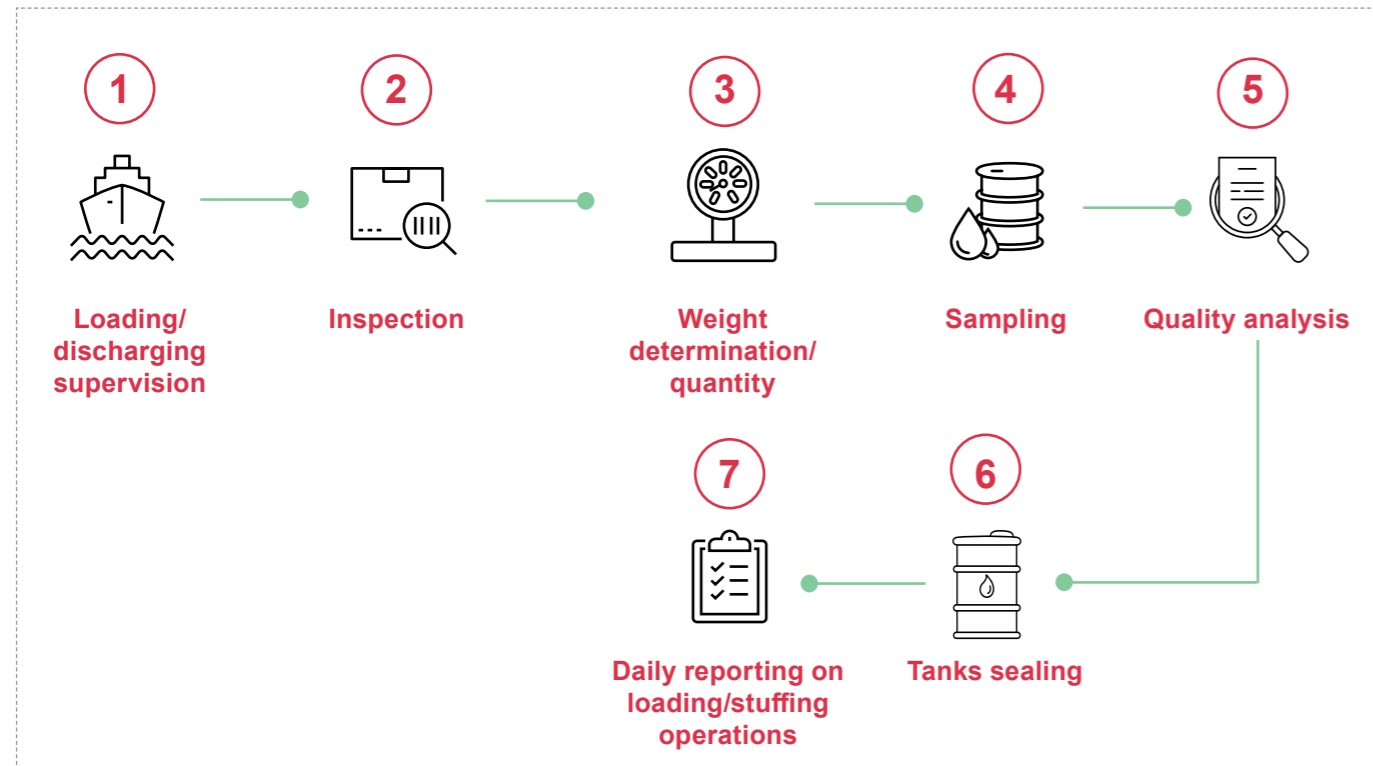 1
Loading/
discharging
supervision
2
Inspection
3
Weight
determination/
quantity
4
Sampling
5
Quality analysis
6
Tanks sealing
7
Daily reporting on
loading/stuffing
operations